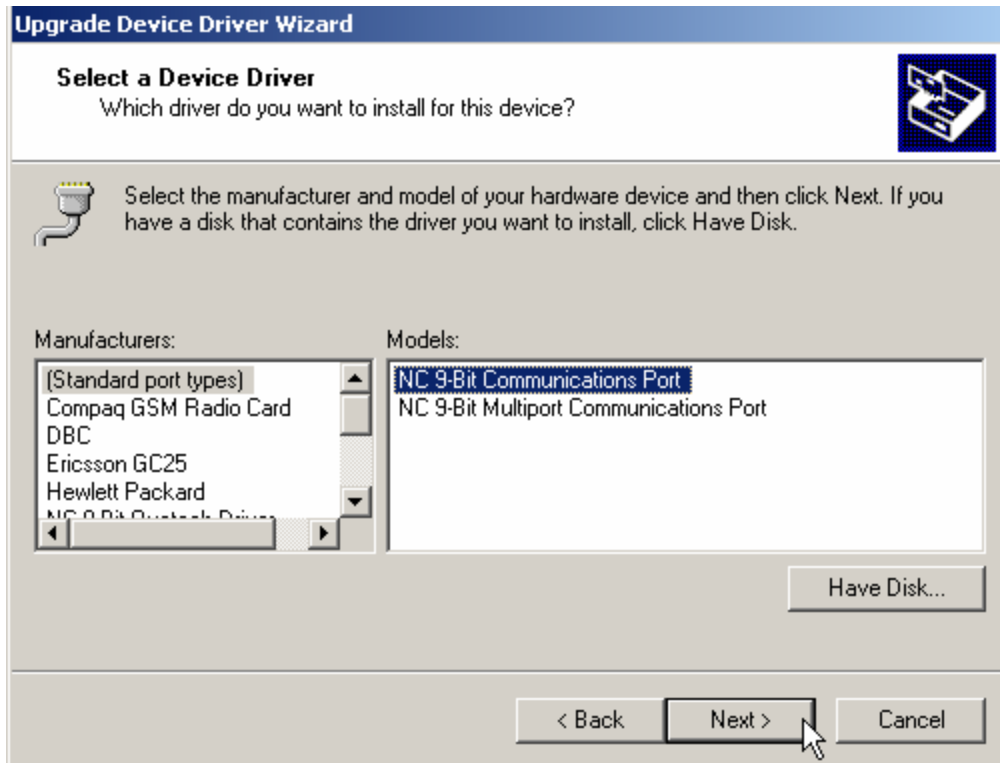 Upgrade Device Driver Wizard
Select a Device Driver
Which driver do you want to install for this device?
Select the manufacturer and model of your hardware device and then click Next. If you
have a disk that contains the driver you want to install, click Have Disk.
Manufacturers:
(Standard port types)
Compaq GSM Radio Card
DBC
Ericsson GC25
Hewlett Packard
Models:
NC 9-Bit Communications Port
NC 9-Bit Multiport Communications Port
Have Disk...
< Back
Next >
Cancel